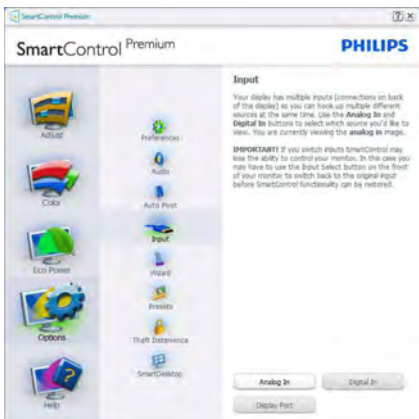 SmartControl Premium
SmartControl Premium
PHILIPS
Adjust
Color
Eco Power
Options
Help
Preferences
Audio
Auto Pivot
Input
Wizard
Presets
Theft Deterrence
SmartDesktop
Input
Your display has multiple inputs (connections on back
of the display) so you can hook up multiple different
sources at the same time. Use the Analog In and
Digital In buttons to select which source you'd like to
view. You are currently viewing the analog in image.
IMPORTANT! If you switch inputs SmartControl may
lose the ability to control your monitor. In this case you
may have to use the Input Select button on the front
of your monitor to switch back to the original input
before SmartControl functionality can be restored.
Analog In
Digital In
Display Port